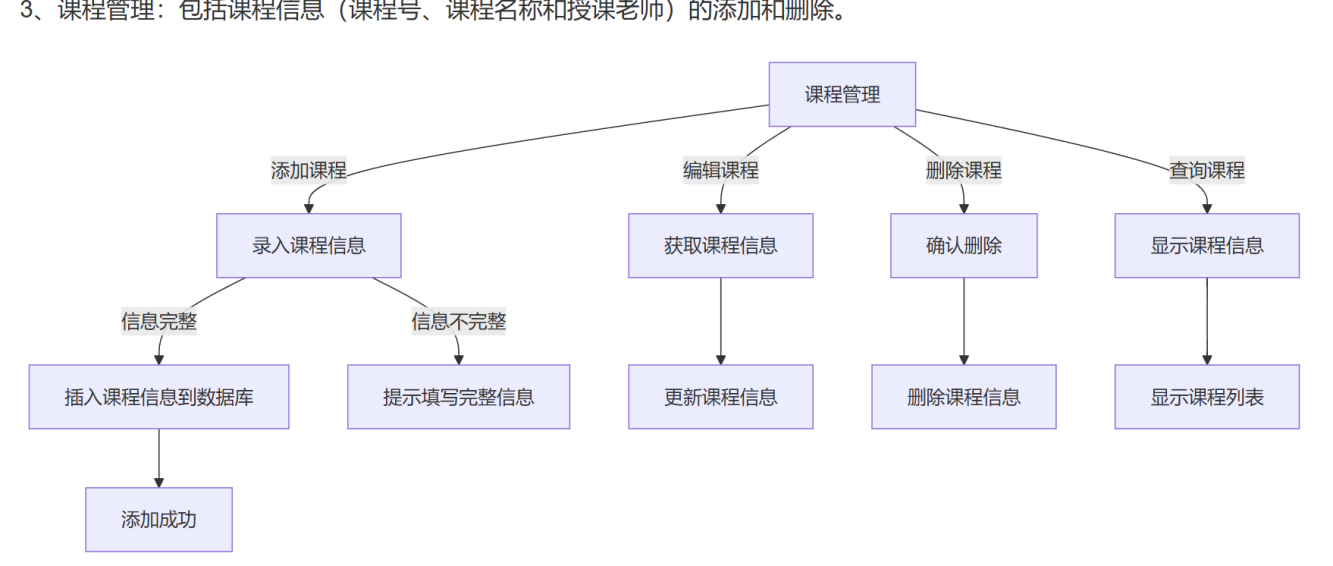 3、课程管理：包括课程信息（课程号、课程名称和授课老师）的添加和删除。
课程管理
添加课程
编辑课程
删除课程
查询课程
录入课程信息
获取课程信息
确认删除
显示课程信息
信息完整
信息不完整
插入课程信息到数据库
提示填写完整信息
更新课程信息
删除课程信息
显示课程列表
添加成功